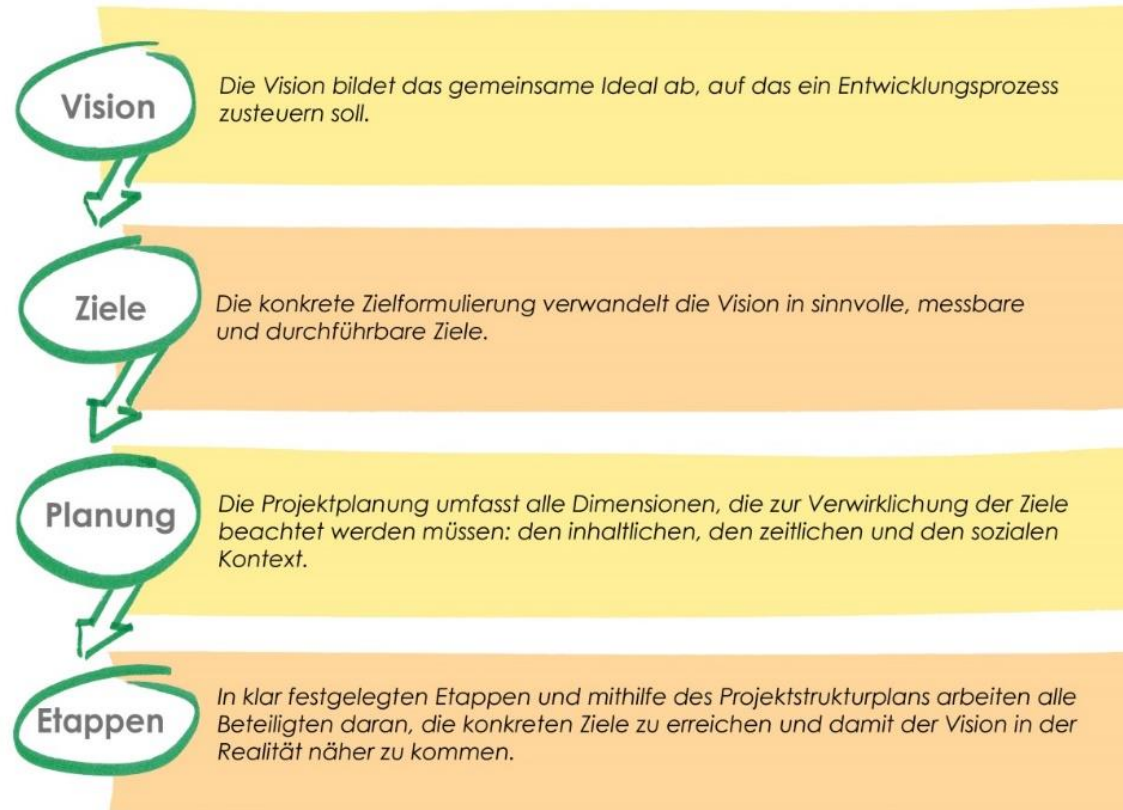 Vision
Die Vision bildet das gemeinsame Ideal ab, auf das ein Entwicklungsprozess
zusteuern soll.
Ziele
Die konkrete Zielformulierung verwandelt die Vision in sinnvolle, messbare
und durchführbare Ziele.
Planung
Die Projektplanung umfasst alle Dimensionen, die zur Verwirklichung der Ziele
beachtet werden müssen: den inhaltlichen, den zeitlichen und den sozialen
Kontext.
Etappen
In klar festgelegten Etappen und mithilfe des Projektstrukturplans arbeiten alle
Beteiligten daran, die konkreten Ziele zu erreichen und damit der Vision in der
Realität näher zu kommen.